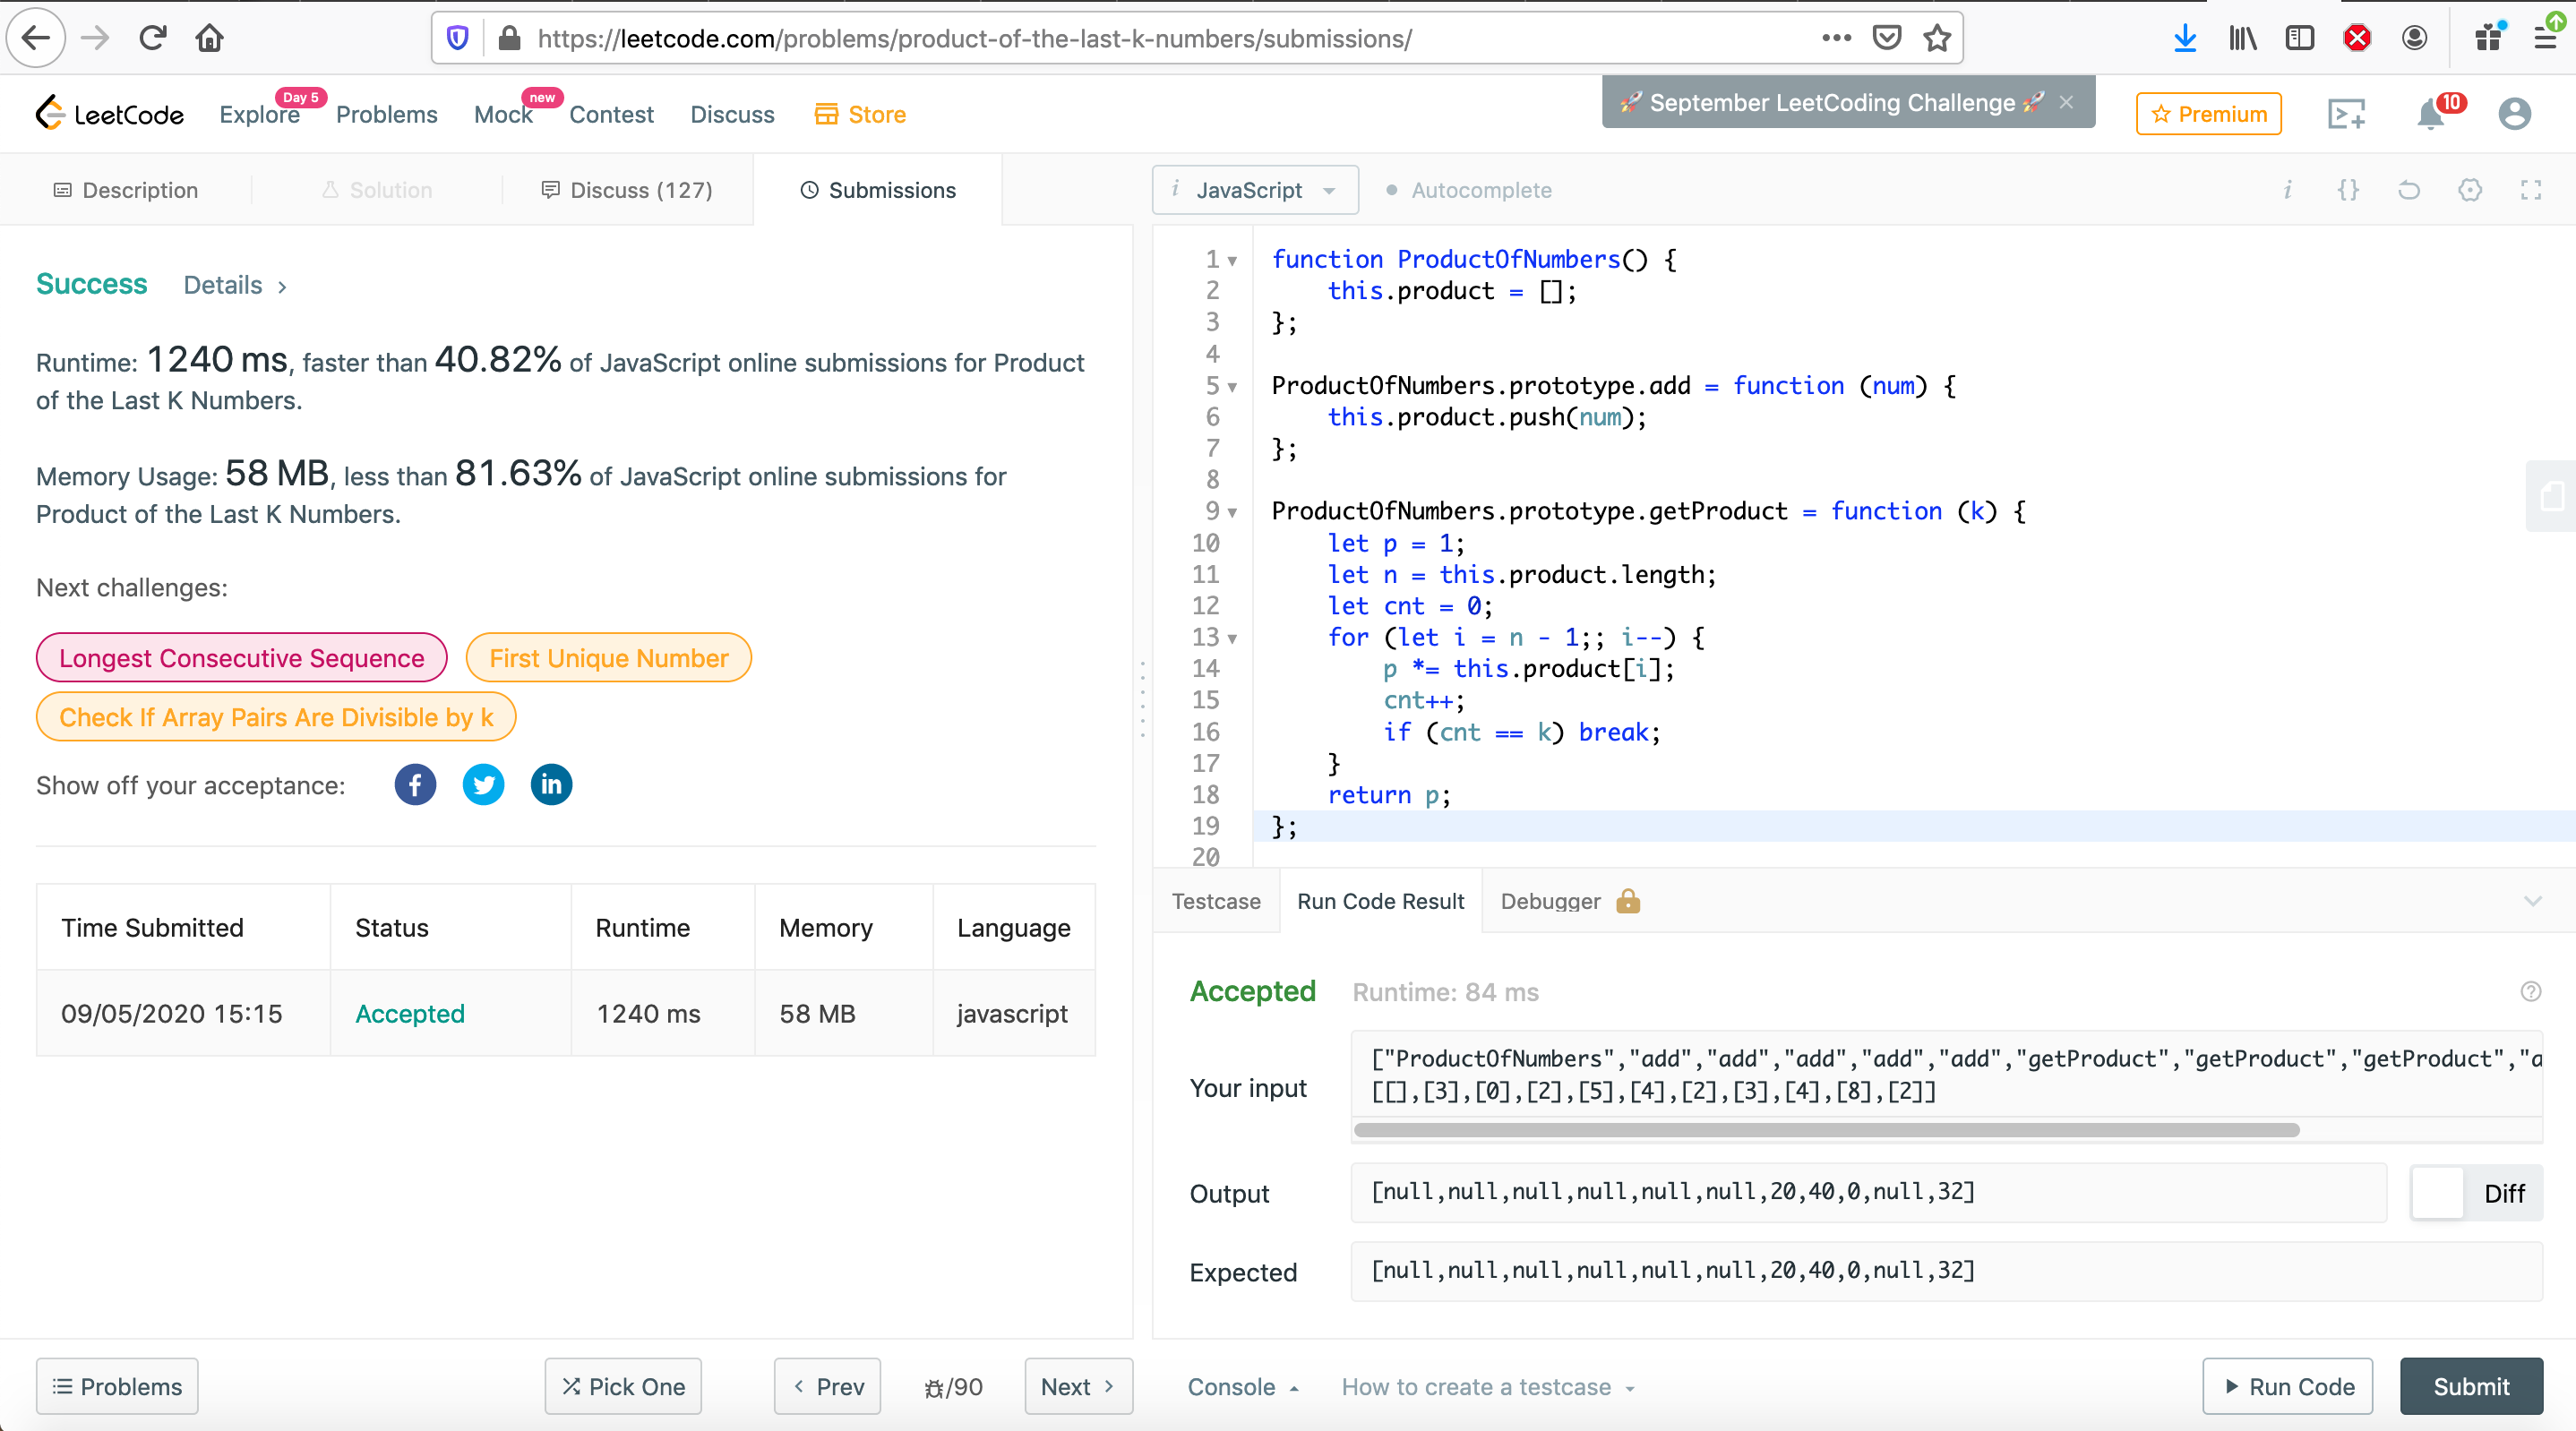 https://leetcode.com/problems/product-of-the-last-k-numbers/submissions/
LeetCode
Explore
Day 5
Problems
Mock
new
Contest
Discuss
Store
🚀 September LeetCoding Challenge 🚀 ×
Premium
10
Description
Solution
Discuss (127)
Submissions
i JavaScript
Autocomplete
i {}
Success Details >
Runtime: 1240 ms, faster than 40.82% of JavaScript online submissions for Product
of the Last K Numbers.
Memory Usage: 58 MB, less than 81.63% of JavaScript online submissions for
Product of the Last K Numbers.
Next challenges:
Longest Consecutive Sequence
First Unique Number
Check If Array Pairs Are Divisible by k
Show off your acceptance:
f
in
Time Submitted Status Runtime Memory Language
09/05/2020 15:15 Accepted 1240 ms 58 MB javascript
1 function ProductOfNumbers() {
2 this.product = [];
3 };
4
5 ProductOfNumbers.prototype.add = function (num) {
6 this.product.push(num);
7 };
8
9 ProductOfNumbers.prototype.getProduct = function (k) {
10 let p = 1;
11 let n = this.product.length;
12 let cnt = 0;
13 for (let i = n - 1;; i--) {
14 p *= this.product[i];
15 cnt++;
16 if (cnt == k) break;
17 }
18 return p;
19 };
20
Testcase
Run Code Result
Debugger
Accepted Runtime: 84 ms
?
Your input
["ProductOfNumbers","add","add","add","add","add","getProduct","getProduct","getProduct","a
[[],[3],[0],[2],[5],[4],[2],[3],[4],[8],[2]]
Output
[null,null,null,null,null,null,20,40,0,null,32]
Diff
Expected
[null,null,null,null,null,null,20,40,0,null,32]
Problems
Pick One
< Prev
/90
Next >
Console
How to create a testcase
Run Code
Submit